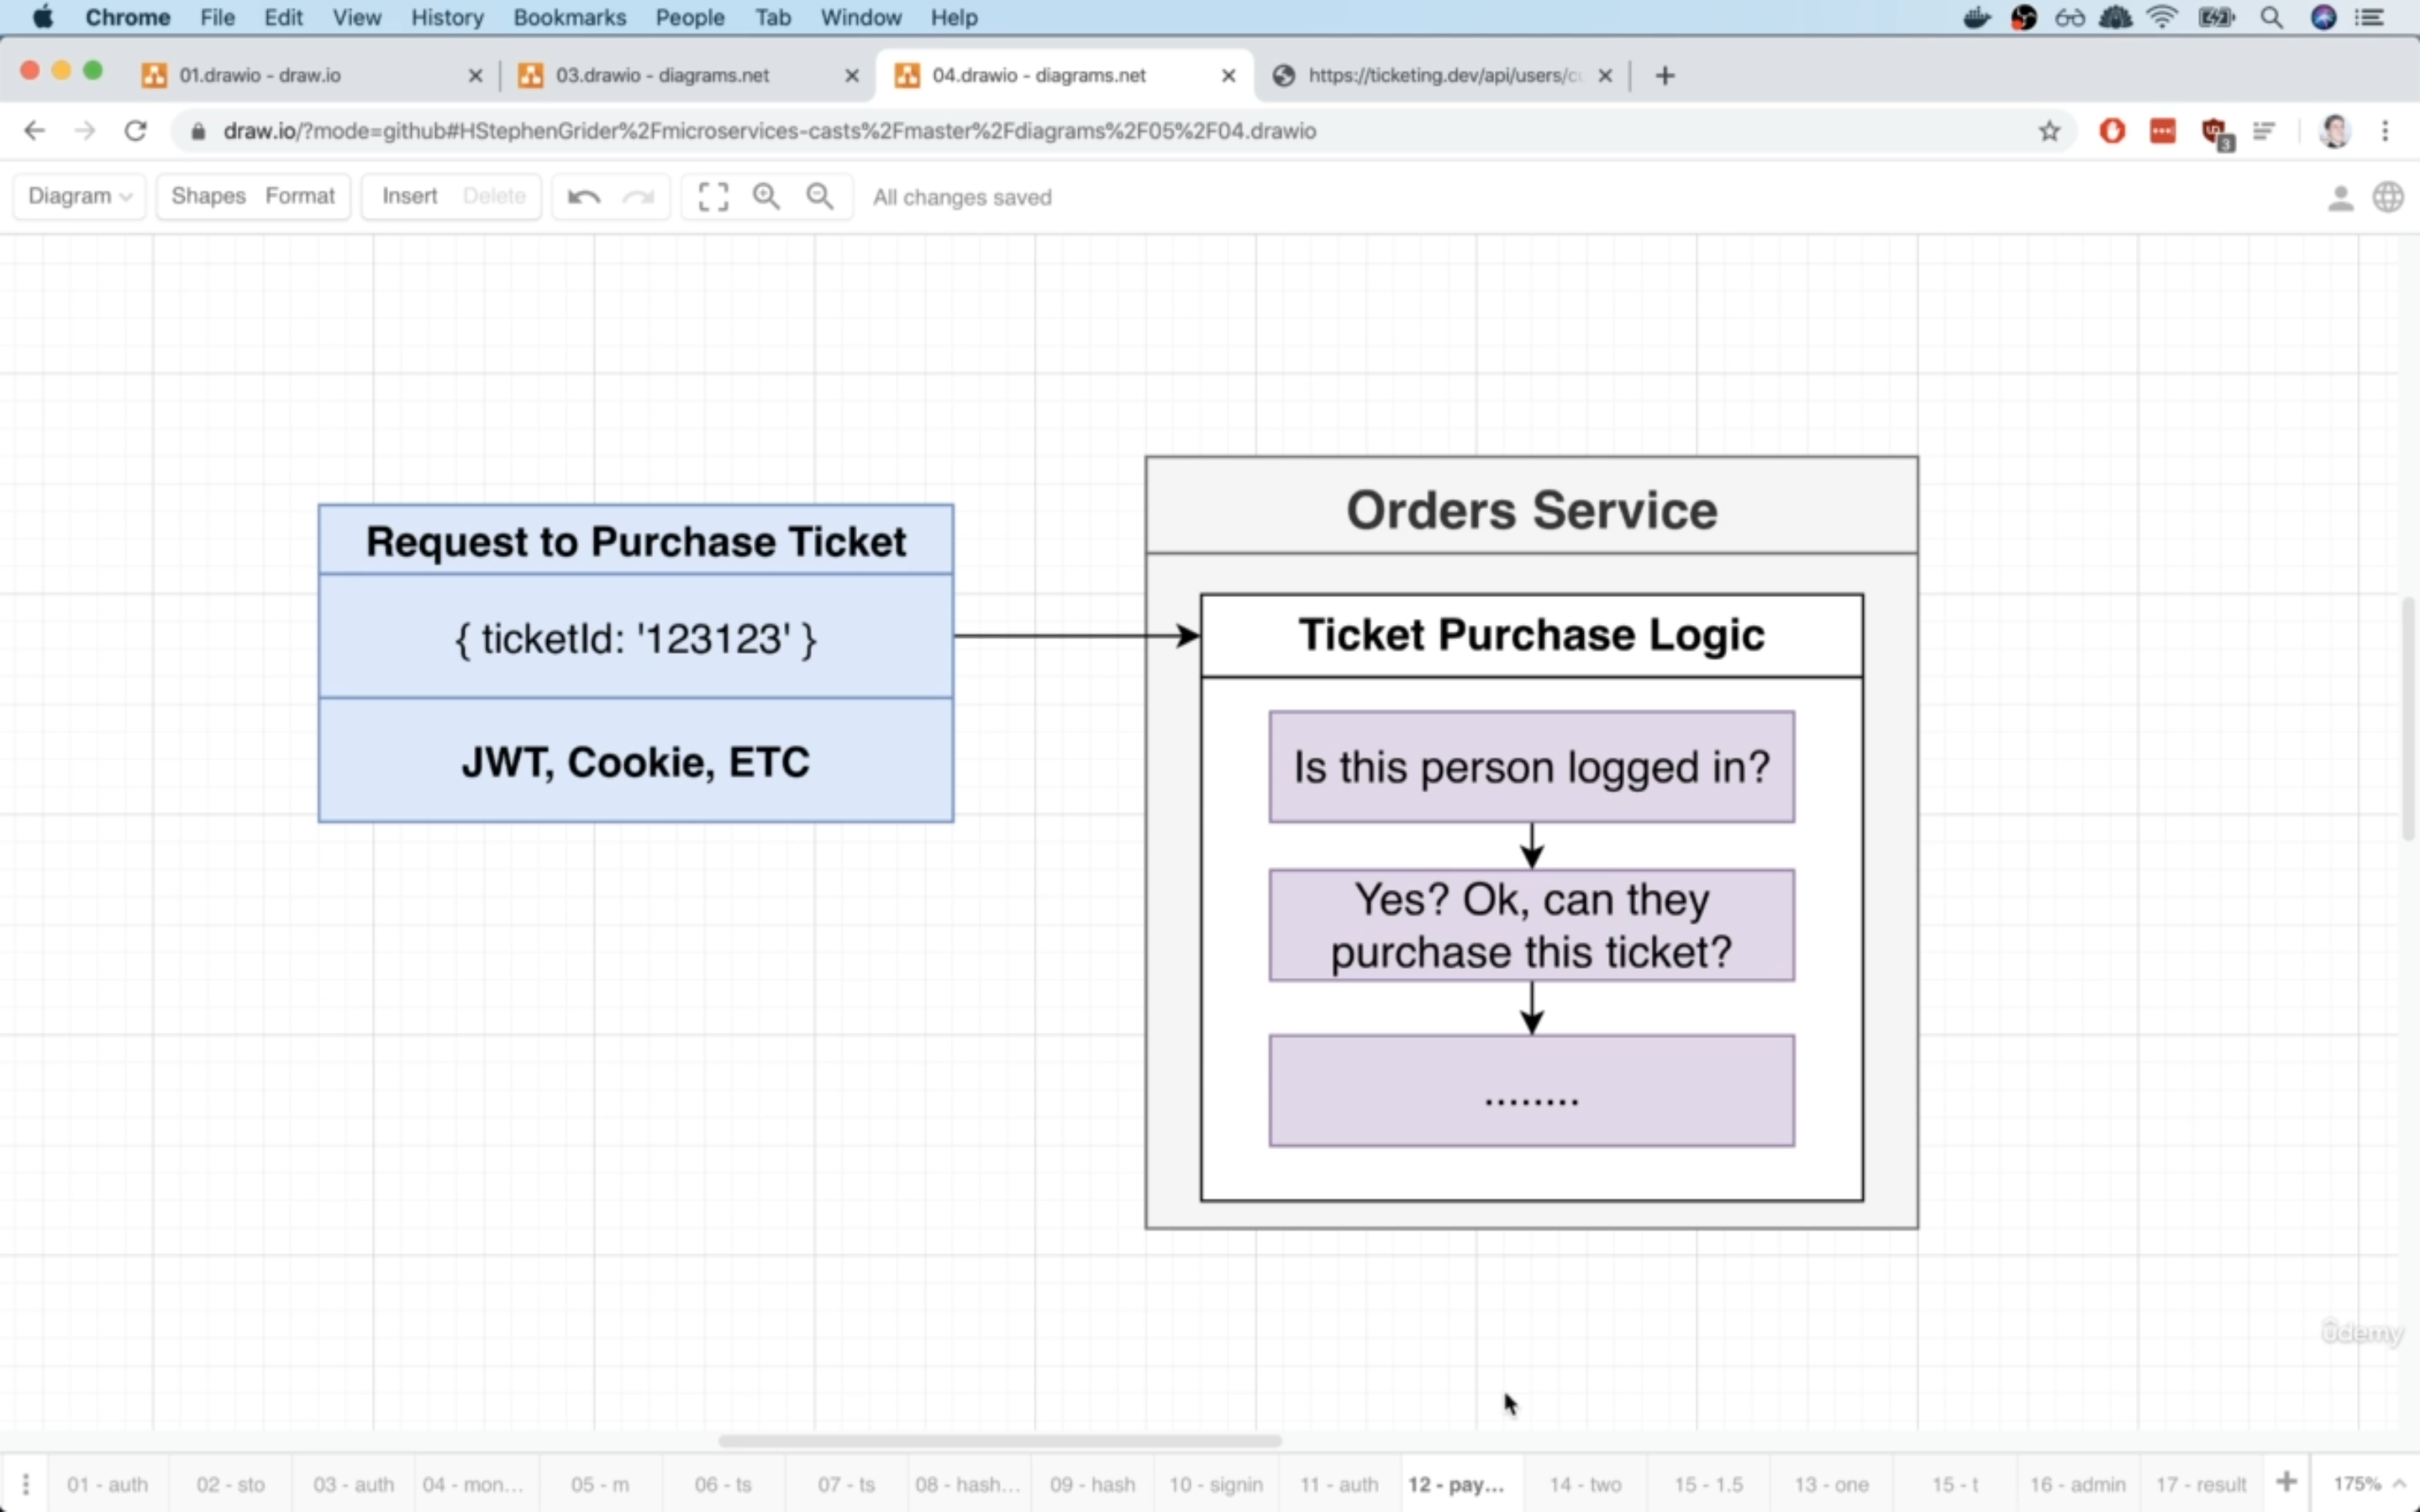 Chrome File Edit View History Bookmarks People Tab Window Help
01.drawio - draw.io
03.drawio - diagrams.net
04.drawio - diagrams.net
https://ticketing.dev/api/users/c
draw.io/?mode=github#HStephenGrider%2Fmicroservices-casts%2Fmaster%2Fdiagrams%2F05%2F04.drawio
3
Diagram Shapes Format Insert Delete All changes saved
Request to Purchase Ticket
{ ticketId: '123123' }
JWT, Cookie, ETC
Orders Service
Ticket Purchase Logic
Is this person logged in?
Yes? Ok, can they
purchase this ticket?
........
ûdemy
01 - auth 02 - sto 03 - auth 04 - mon... 05 - m 06 - ts 07 - ts 08 - hash... 09 - hash 10 - signin 11 - auth 12 - pay... 14 - two 15 - 1.5 13 - one 15 - t 16 - admin 17 - result 175%